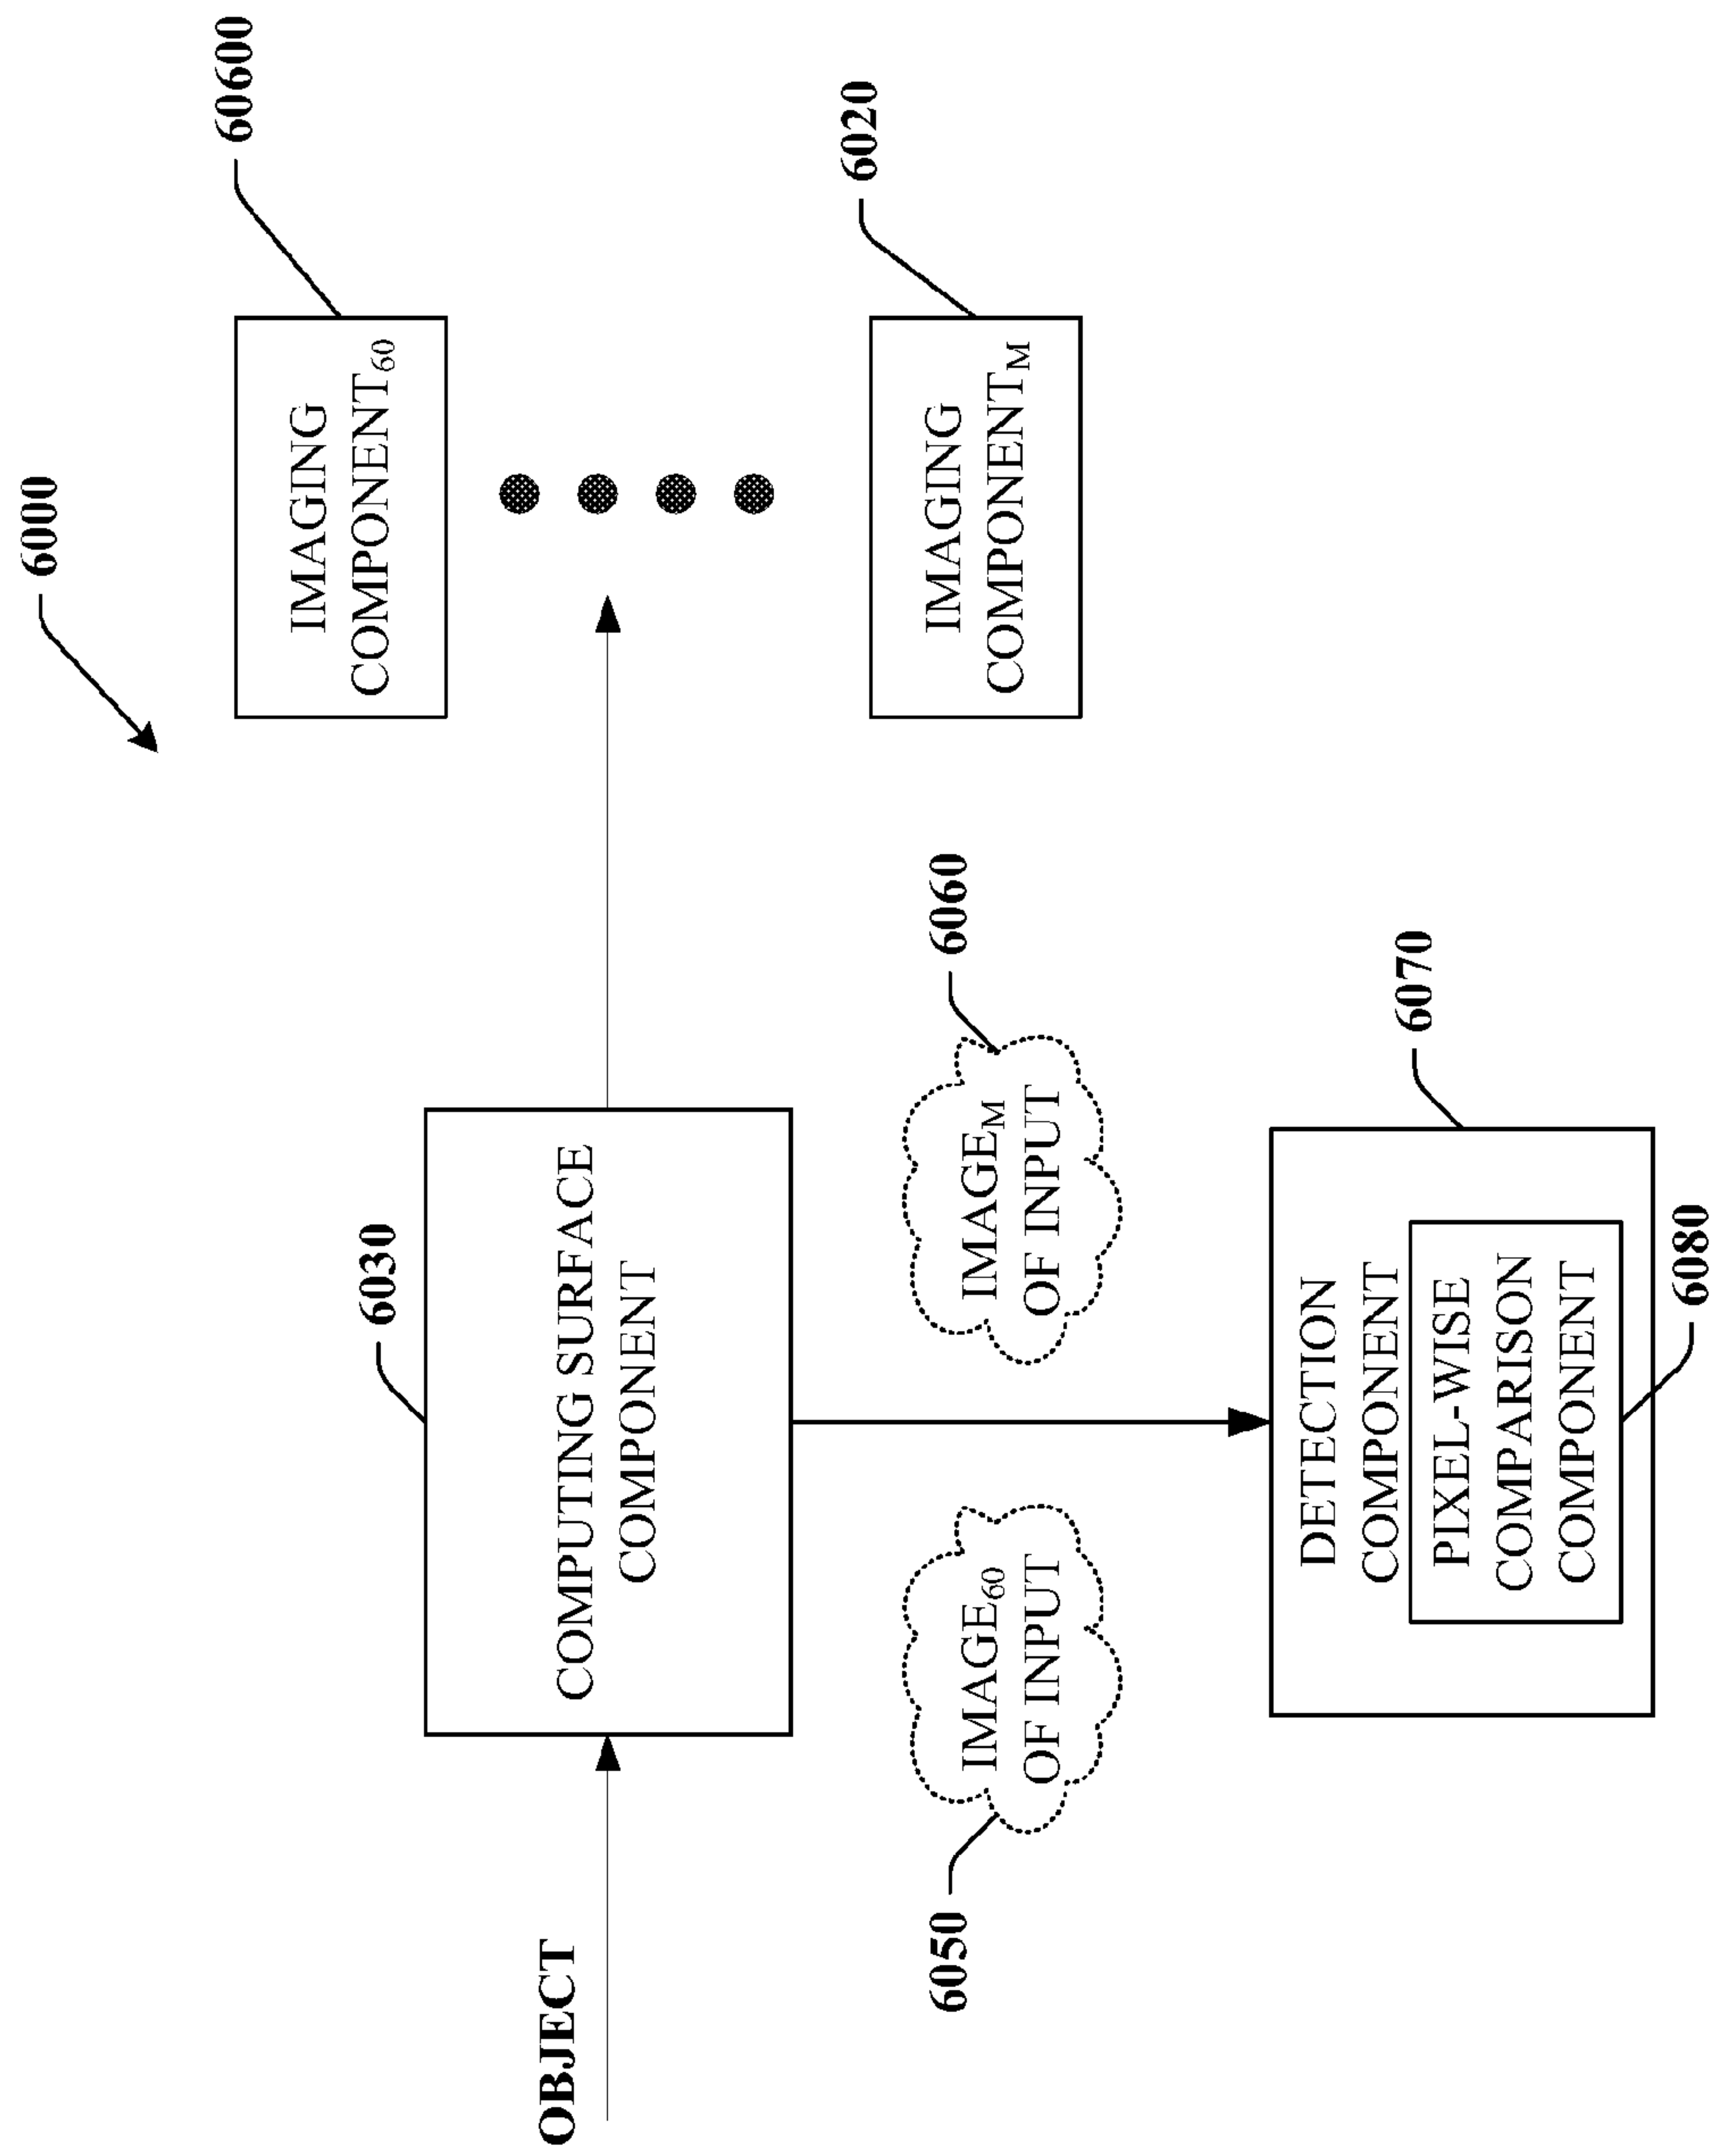 6000
60600
IMAGING
COMPONENT60
6020
IMAGING
COMPONENTM
OBJECT
6030
COMPUTING SURFACE
COMPONENT
6050
IMAGE60
OF INPUT
6060
IMAGEM
OF INPUT
6070
DETECTION
COMPONENT
PIXEL-WISE
COMPARISON
COMPONENT
6080